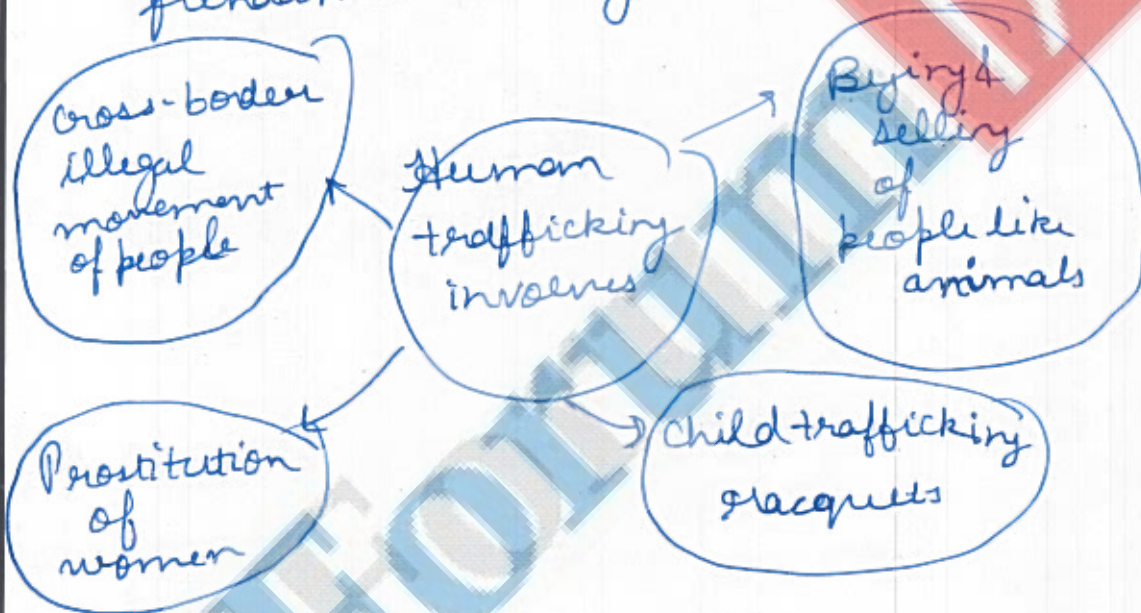 cross-border
illegal
movement
of people
Human
trafficking
involves
Buying &
selling
of
people like
animals
Prostitution
of
women
Child trafficking
racquets
Forum